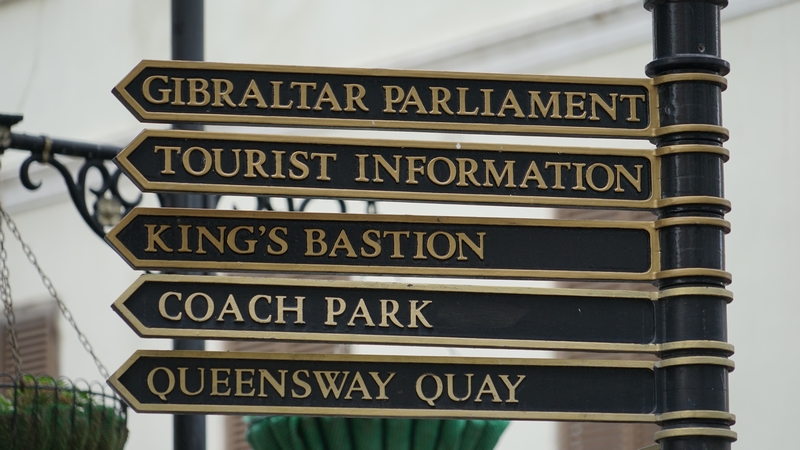 GIBRALTAR PARLIAMENT
TOURIST INFORMATION
KING'S BASTION
COACH PARK
QUEENSWAY QUAY